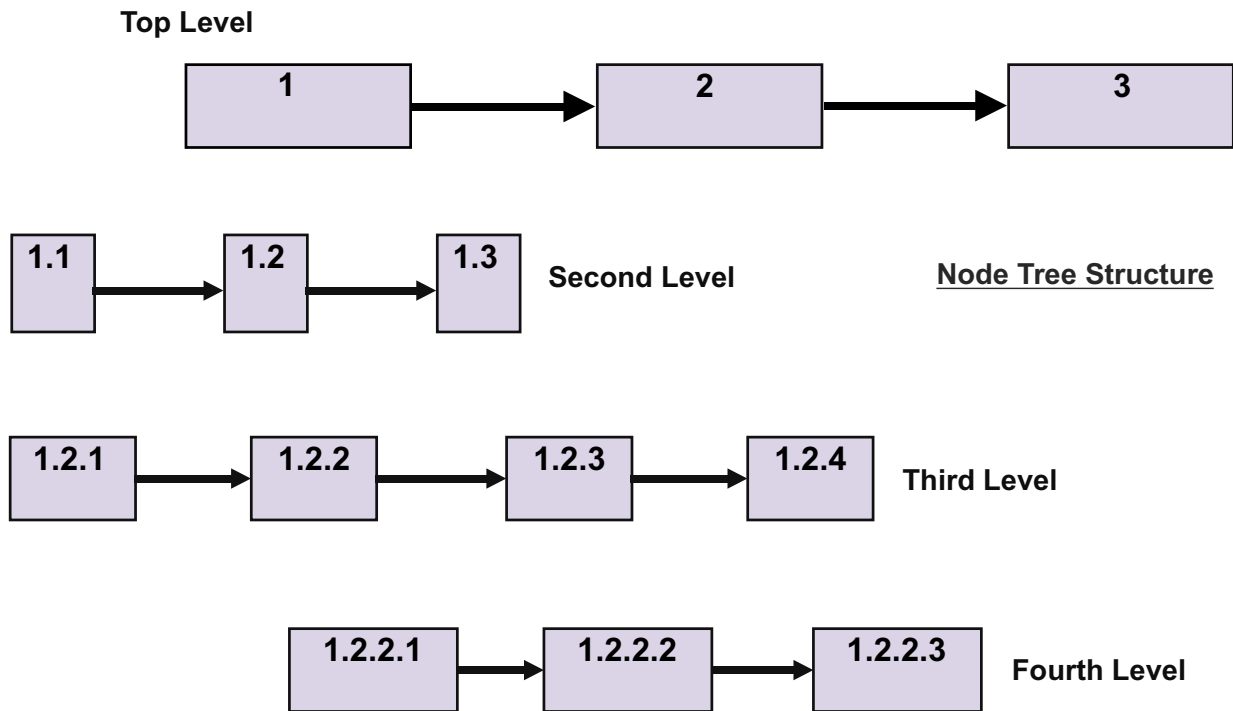 Top Level
1
2
3
1.1
1.2
1.3
Second Level
Node Tree Structure
1.2.1
1.2.2
1.2.3
1.2.4
Third Level
1.2.2.1
1.2.2.2
1.2.2.3
Fourth Level